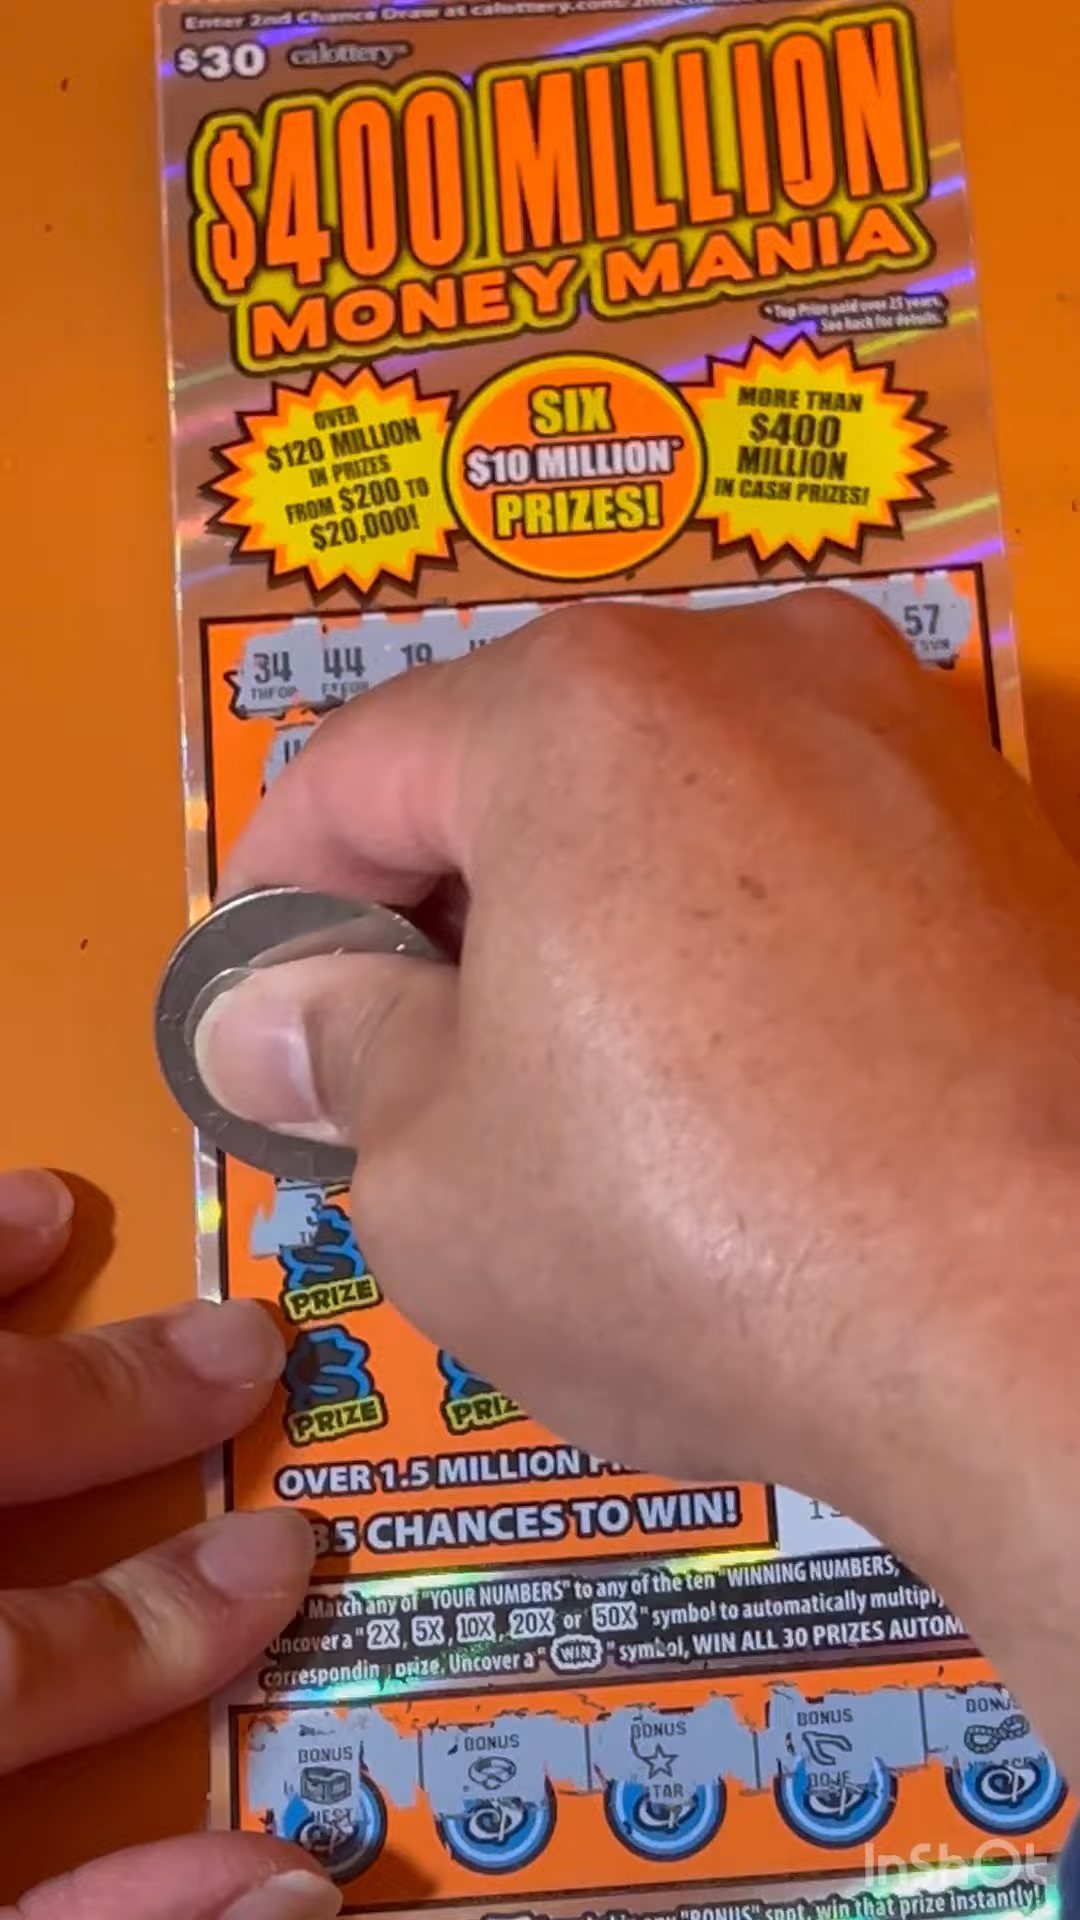 Enter 2nd Chance Draw at calottery.com/2ndChance
$30 calottery
$400 MILLION
MONEY MANIA
*Top Prize paid over 25 years.
See back for details.
OVER
$120 MILLION
IN PRIZES
FROM $200 TO
$20,000!
SIX
$10 MILLION*
PRIZES!
MORE THAN
$400
MILLION
IN CASH PRIZES!
34 44 19 57
PRIZE
PRIZE
OVER 1.5 MILLION
35 CHANCES TO WIN!
Match any of "YOUR NUMBERS" to any of the ten "WINNING NUMBERS,
Uncover a "2X, 5X, 10X, 20X or 50X" symbol to automatically
corresponding prize. Uncover a "WIN" symbol, WIN ALL 30 PRIZES
BONUS BONUS BONUS BONUS
"BONUS" spot, win that prize instantly!
InShOt